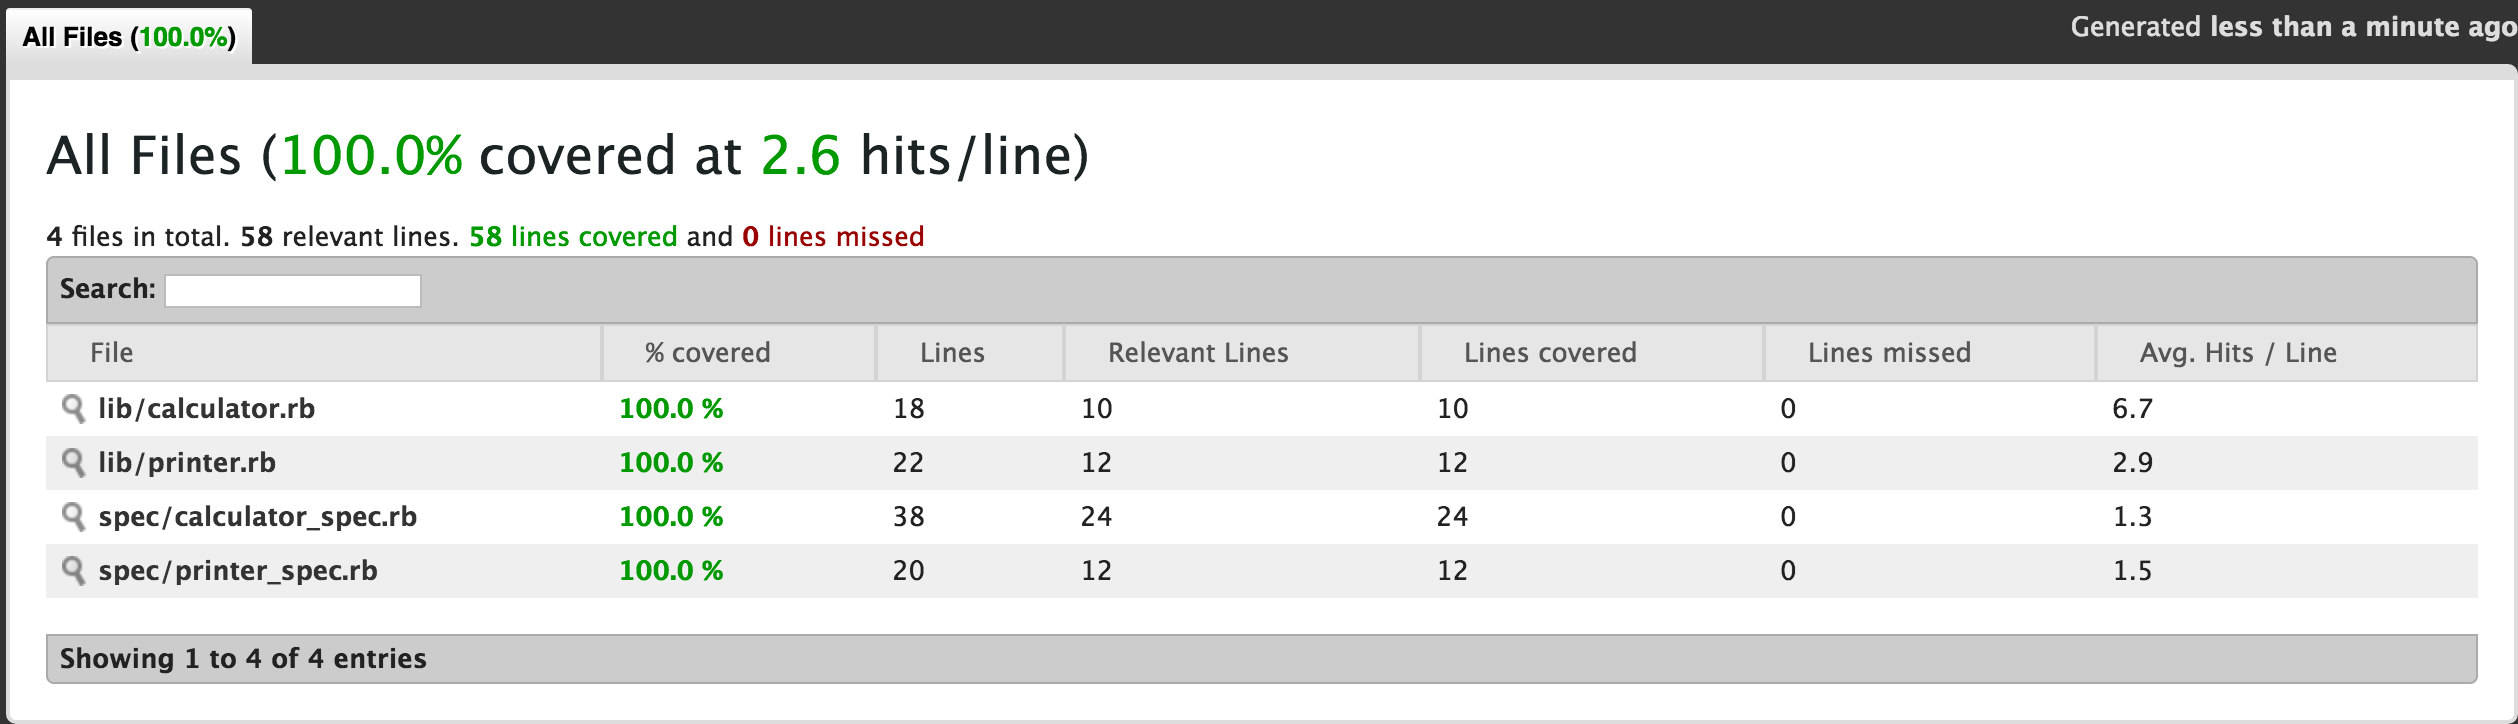 All Files (100.0%)
Generated less than a minute ago
All Files (100.0% covered at 2.6 hits/line)
4 files in total. 58 relevant lines. 58 lines covered and 0 lines missed
Search:
File % covered Lines Relevant Lines Lines covered Lines missed Avg. Hits / Line
lib/calculator.rb 100.0 % 18 10 10 0 6.7
lib/printer.rb 100.0 % 22 12 12 0 2.9
spec/calculator_spec.rb 100.0 % 38 24 24 0 1.3
spec/printer_spec.rb 100.0 % 20 12 12 0 1.5
Showing 1 to 4 of 4 entries